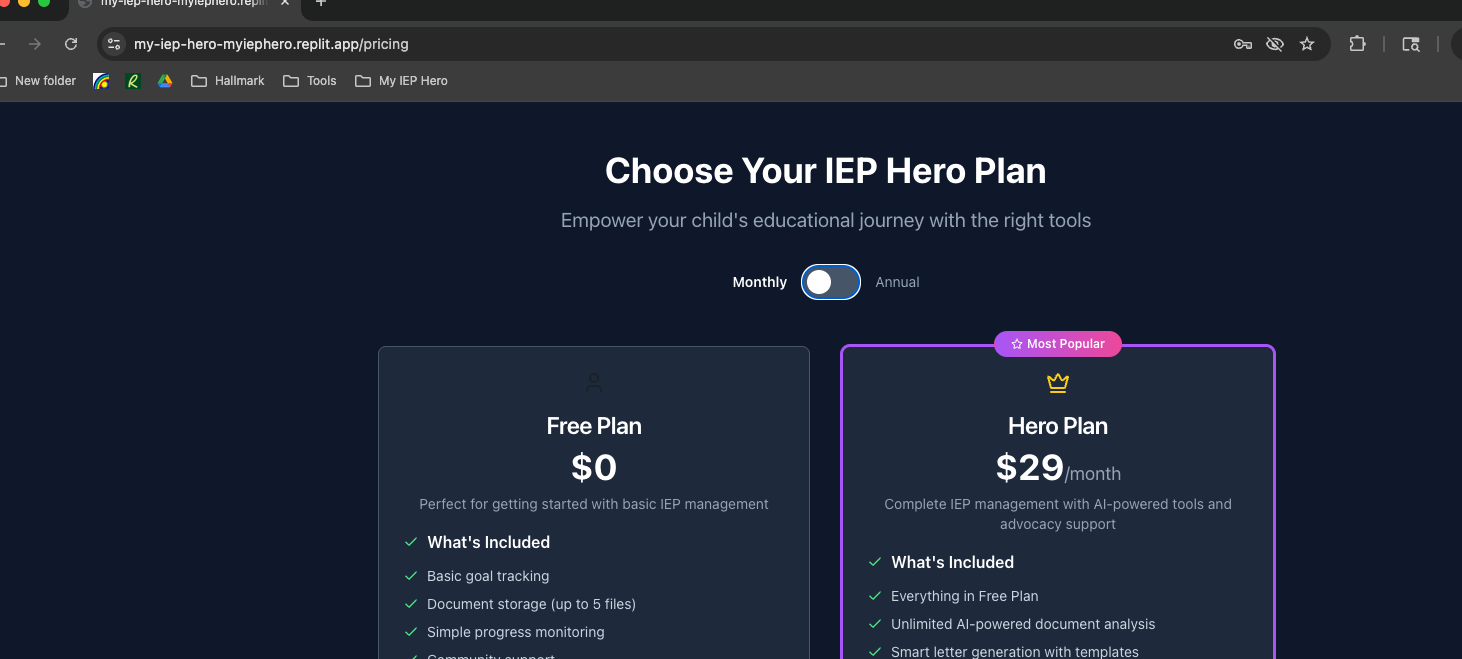 my-iep-hero-myiephero.repli
my-iep-hero-myiephero.replit.app/pricing
New folder
Hallmark
Tools
My IEP Hero
Choose Your IEP Hero Plan
Empower your child's educational journey with the right tools
Monthly
Annual
Most Popular
Free Plan
$0
Perfect for getting started with basic IEP management
What's Included
Basic goal tracking
Document storage (up to 5 files)
Simple progress monitoring
Community support
Hero Plan
$29/month
Complete IEP management with AI-powered tools and
advocacy support
What's Included
Everything in Free Plan
Unlimited AI-powered document analysis
Smart letter generation with templates